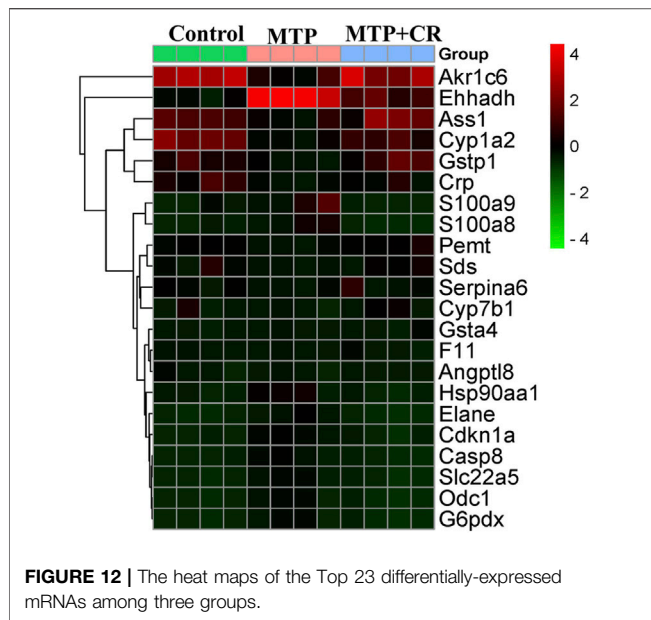 Control MTP MTP+CR
Group
Akr1c6
Ehhadh
Ass1
Cyp1a2
Gstp1
Crp
S100a9
S100a8
Pemt
Sds
Serpina6
Cyp7b1
Gsta4
F11
Angptl8
Hsp90aa1
Elane
Cdkn1a
Casp8
Slc22a5
Odc1
G6pdx
4
2
0
- 2
- 4
FIGURE 12 | The heat maps of the Top 23 differentially-expressed
mRNAs among three groups.